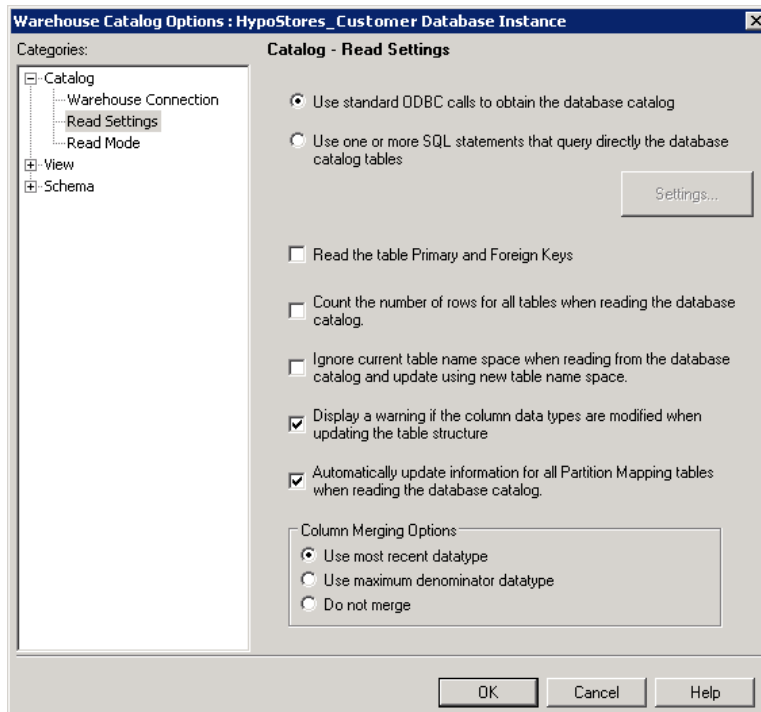 Warehouse Catalog Options : HypoStores_Customer Database Instance
Categories:
Catalog
Warehouse Connection
Read Settings
Read Mode
View
Schema
Catalog - Read Settings
Use standard ODBC calls to obtain the database catalog
Use one or more SQL statements that query directly the database
catalog tables
Settings...
Read the table Primary and Foreign Keys
Count the number of rows for all tables when reading the database
catalog.
Ignore current table name space when reading from the database
catalog and update using new table name space.
Display a warning if the column data types are modified when
updating the table structure
Automatically update information for all Partition Mapping tables
when reading the database catalog.
Column Merging Options
Use most recent datatype
Use maximum denominator datatype
Do not merge
OK
Cancel
Help